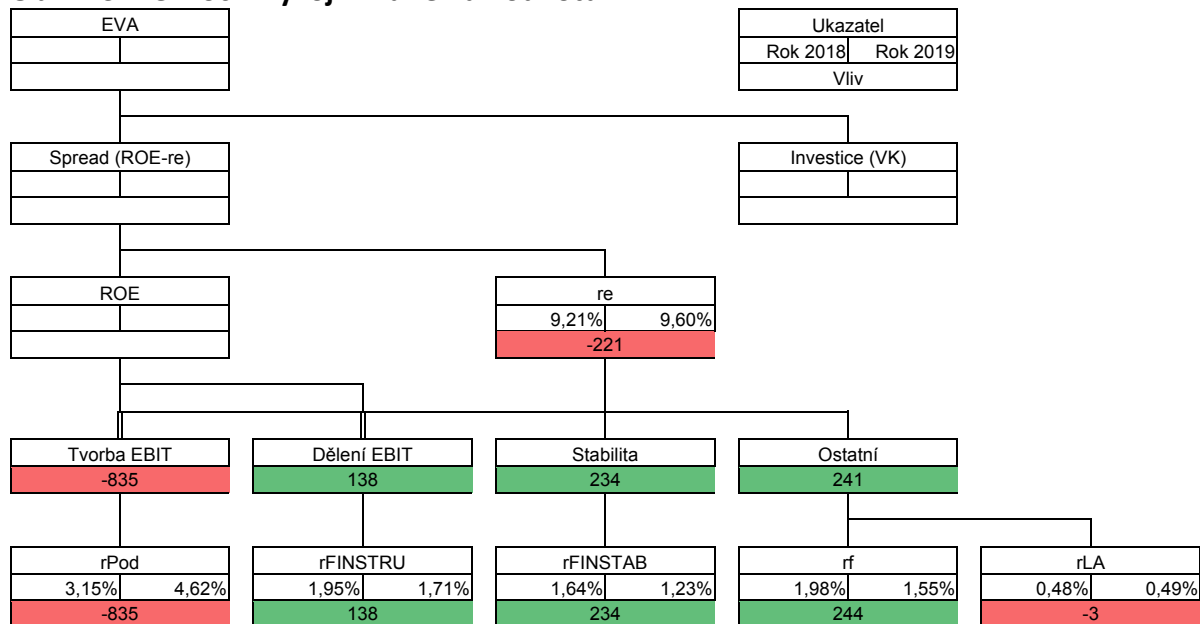 EVA
Ukazatel
Rok 2018 Rok 2019
Vliv
Spread (ROE-re)
Investice (VK)
ROE
re
9,21% 9,60%
-221
Tvorba EBIT
Dělení EBIT
Stabilita
Ostatní
-835
138
234
241
rPod
rFINSTRU
rFINSTAB
rf
rLA
3,15% 4,62%
1,95% 1,71%
1,64% 1,23%
1,98% 1,55%
0,48% 0,49%
-835
138
234
244
-3